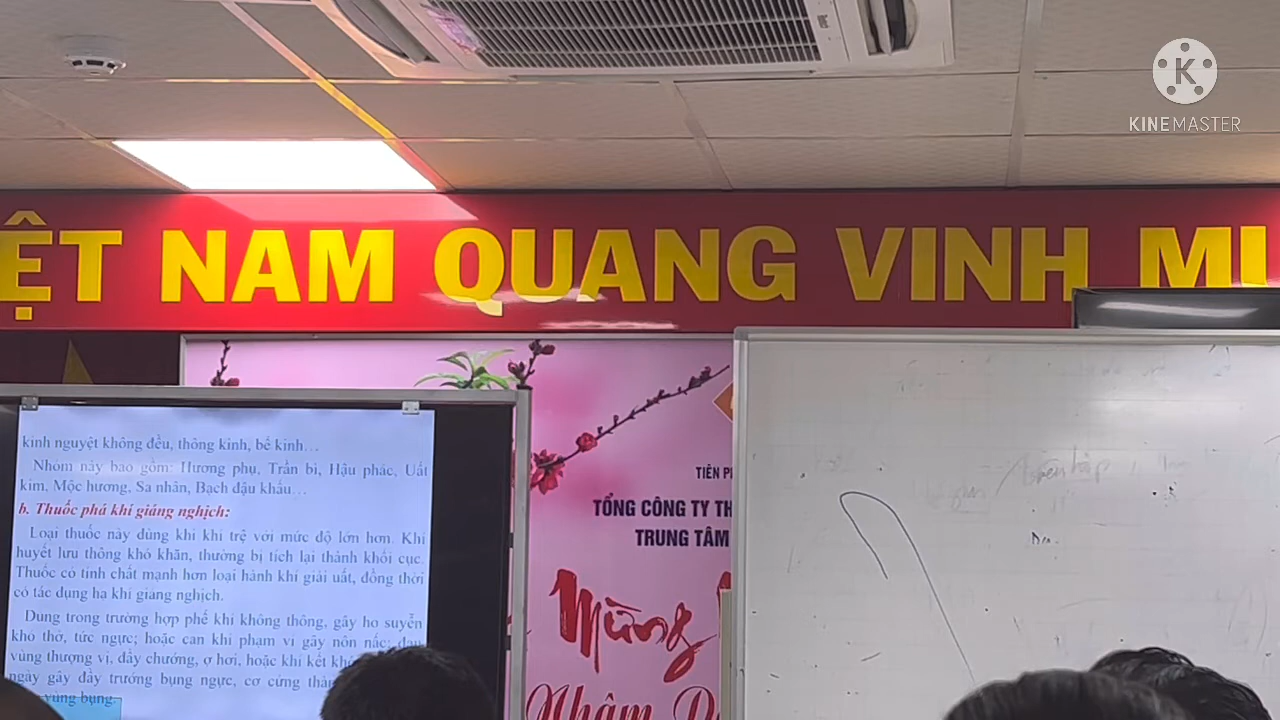 KINEMASTER
ỆT NAM QUANG VINH MU
kinh nguyệt không đều, thông kinh, bế kinh…
Nhóm này bao gồm: Hương phụ, Trần bì, Hậu phác, Uất
kim, Mộc hương, Sa nhân, Bạch đậu khấu…
b. Thuốc phá khí giáng nghịch:
Loại thuốc này dùng khi khí trệ với mức độ lớn hơn. Khí
huyết lưu thông khó khăn, thường bị tích lại thành khối cục.
Thuốc có tính chất mạnh hơn loại hành khí giải uất, đồng thời
có tác dụng hạ khí giáng nghịch.
Dùng trong trường hợp phế khí không thông, gây ho suyễn
khó thở, tức ngực; hoặc can khí phạm vị gây nôn nấc; đau
vùng thượng vị, đầy chướng, ợ hơi, hoặc khí kết
ngày gây đầy trướng bụng ngực, cơ cứng
vùng bụng.
TIÊN P
TỔNG CÔNG TY TH
TRUNG TÂM
Mừng
Nhâm D